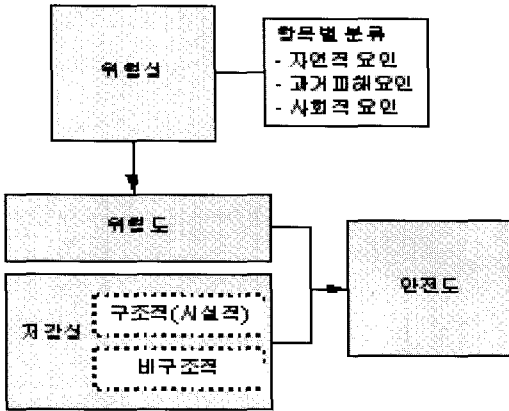 위험성
항목별 분류
- 자연적 요인
- 과거피해요인
- 사회적 요인
위험도
안전도
저감성
구조적(시설적)
비구조적